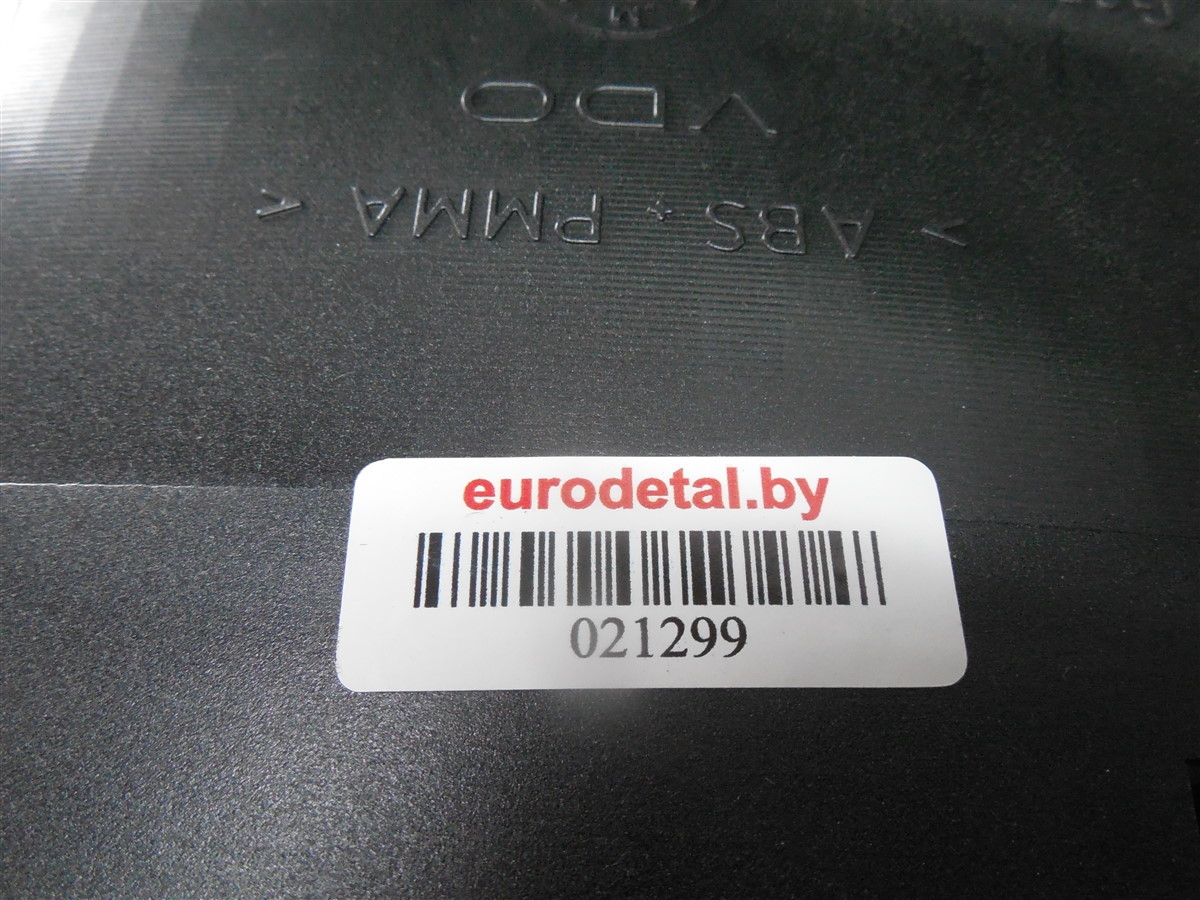 VDO
> ABS + PMMA <
eurodetal.by
021299